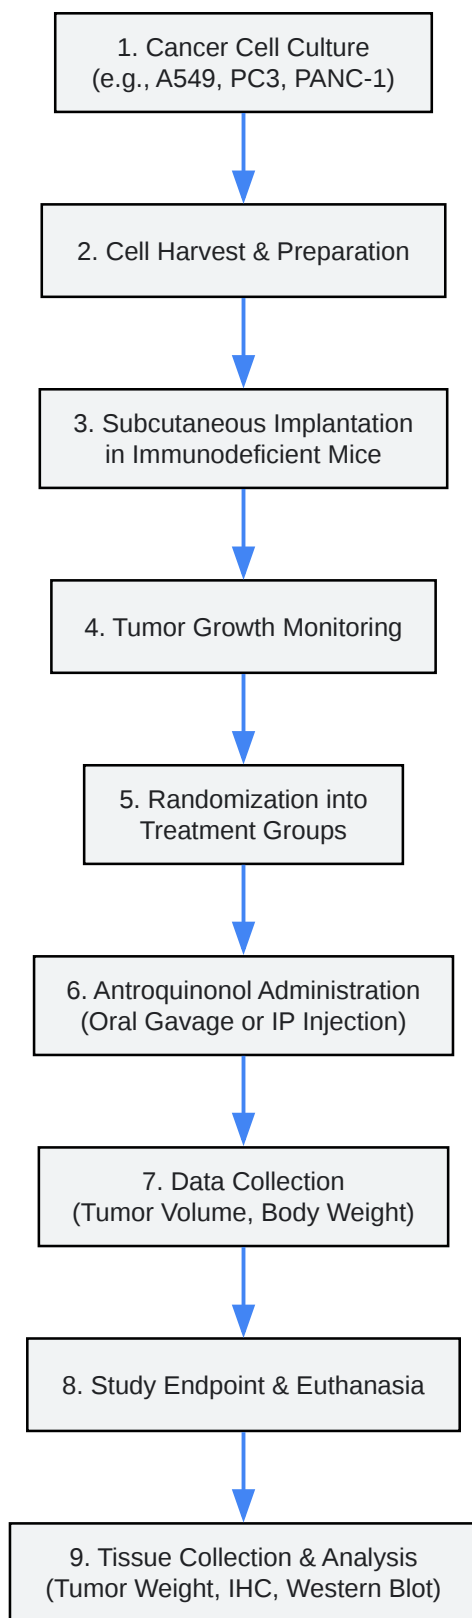 1. Cancer Cell Culture
(e.g., A549, PC3, PANC-1)
2. Cell Harvest & Preparation
3. Subcutaneous Implantation
in Immunodeficient Mice
4. Tumor Growth Monitoring
5. Randomization into
Treatment Groups
6. Antroquinonol Administration
(Oral Gavage or IP Injection)
7. Data Collection
(Tumor Volume, Body Weight)
8. Study Endpoint & Euthanasia
9. Tissue Collection & Analysis
(Tumor Weight, IHC, Western Blot)